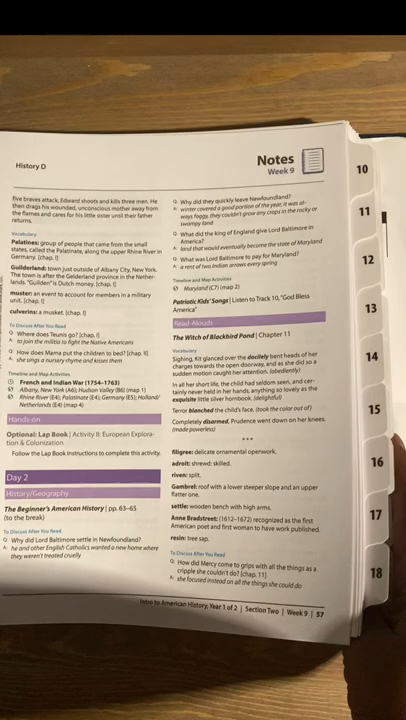 History D
Notes
Week 9
five braves attack, Edward shoots and kills three men. He
then drags his wounded, unconscious mother away from
the flames and cares for his little sister until their father
returns.
Vocabulary
Palatines: group of people that came from the small
states, called the Palatinate, along the upper Rhine River in
Germany. [chap. I]
Guilderland: town just outside of Albany City, New York.
The town is after the Gelderland province in the Nether-
lands. "Guilden" is Dutch money. [chap. I]
muster: an event to account for members in a military
unit. [chap. I]
culverins: a musket. [chap. I]
To Discuss After You Read
Q: Where does Teunis go? [chap. I]
A: to join the militia to fight the Native Americans
Q: How does Mama put the children to bed? [chap. II]
A: she sings a nursery rhyme and kisses them
Timeline and Map Activities
French and Indian War (1754–1763)
Albany, New York (A6); Hudson Valley (B6) (map 1)
Rhine River (E4); Palatinate (E4); Germany (E5); Holland/
Netherlands (E4) (map 4)
Hands-on
Optional: Lap Book | Activity 8: European Explora-
tion & Colonization
Follow the Lap Book Instructions to complete this activity.
Day 2
History/Geography
The Beginner's American History | pp. 63–65
(to the break)
To Discuss After You Read
Q: Why did Lord Baltimore settle in Newfoundland?
A: he and other English Catholics wanted a new home where
they weren't treated cruelly
Q: Why did they quickly leave Newfoundland?
A: winter covered a good portion of the year, it was al-
ways foggy, they couldn't grow crops in the rocky or
swampy land
Q: What did the king of England give Lord Baltimore in
America?
A: land that would eventually become the state of Maryland
Q: What was Lord Baltimore to pay for Maryland?
A: a rent of two Indian arrows every spring
Timeline and Map Activities
Maryland (C7) (map 2)
Patriotic Kids' Songs | Listen to Track 10, "God Bless
America"
Read-Alouds
The Witch of Blackbird Pond | Chapter 11
Vocabulary
Sighing, Kit glanced over the docilely bent heads of her
charges towards the open doorway, and as she did so a
sudden motion caught her attention. (obediently)
In all her short life, the child had seldom seen, and cer-
tainly never held in her hands, anything so lovely as the
exquisite little silver hornbook. (delightful)
Terror blanched the child's face. (took the color out of)
Completely disarmed, Prudence went down on her knees.
(made powerless)
***
filigree: delicate ornamental openwork.
adroit: shrewd: skilled.
riven: split.
Gambrel: roof with a lower steeper slope and an upper
flatter one.
settle: wooden bench with high arms.
Anne Bradstreet: (1612–1672) recognized as the first
American poet and first woman to have work published.
resin: tree sap.
To Discuss After You Read
Q: How did Mercy come to grips with all the things as a
cripple she couldn't do? [chap. 11]
A: she focused instead on all the things she could do
Intro to American History, Year 1 of 2 | Section Two | Week 9 | 57
10
11
12
13
14
15
16
17
18